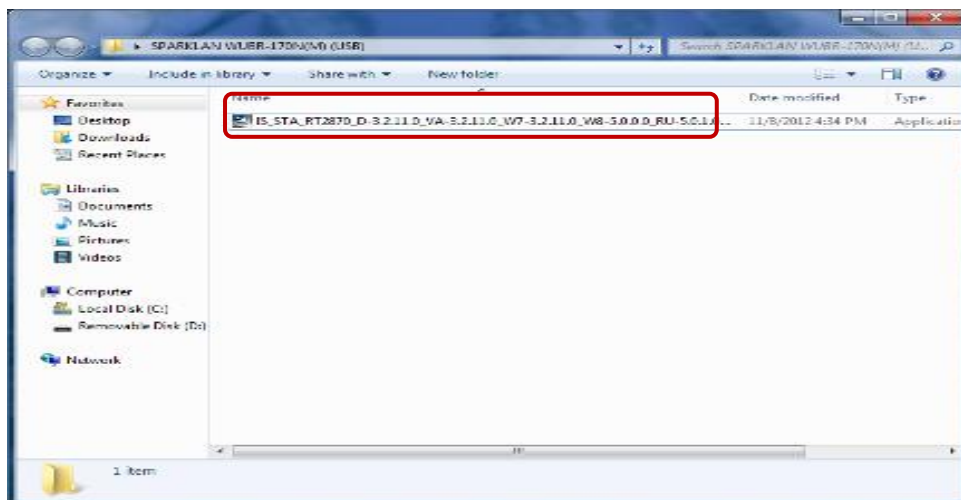 SPARKLAN WUBR-170N(M) (USB)
Search SPARKLAN WUBR-170N(M) (U...
Organize
Include in library
Share with
New folder
Favorites
Desktop
Downloads
Recent Places
Libraries
Documents
Music
Pictures
Videos
Computer
Local Disk (C:)
Removable Disk (D:)
Network
Name
Date modified
Type
IS_STA_RT2870_D-3.2.11.0_VA-3.2.11.0_W7-3.2.11.0_W8-5.0.0.0_RU-5.0.1.0...
11/8/2012 4:34 PM
Applicatio
1 item